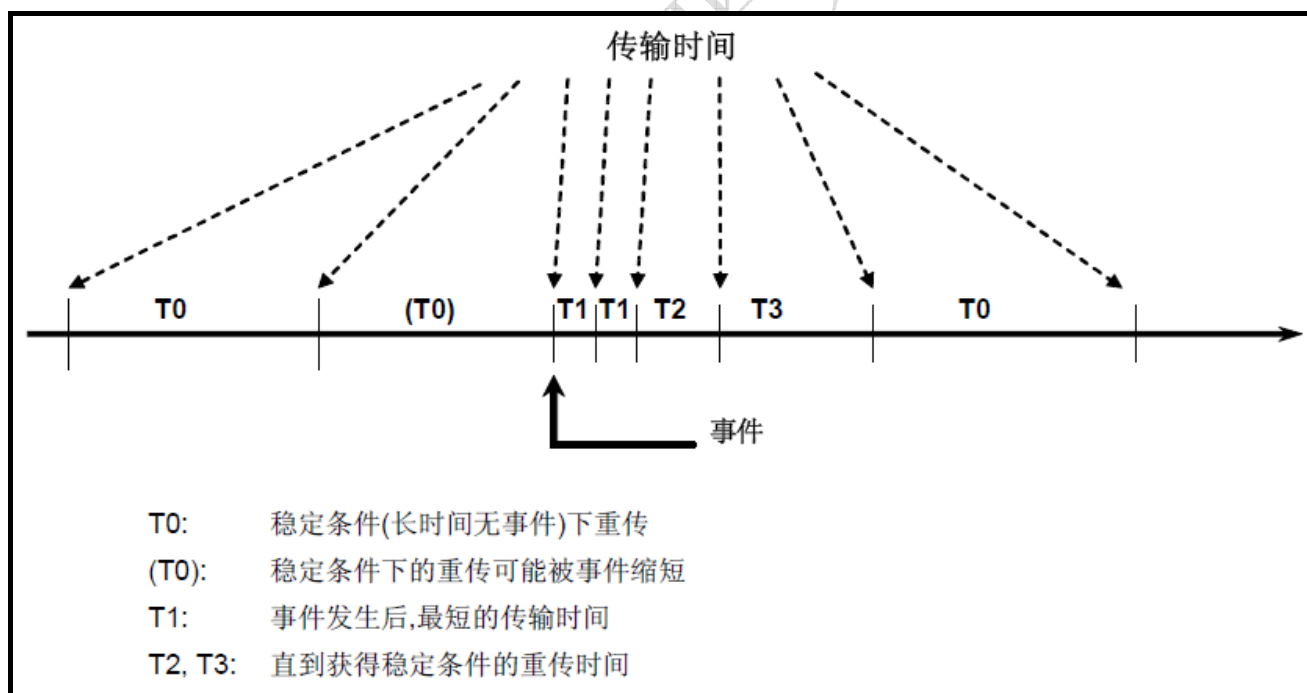 传输时间
T0 (T0) T1 T1 T2 T3 T0
事件
T0: 稳定条件(长时间无事件)下重传
(T0): 稳定条件下的重传可能被事件缩短
T1: 事件发生后,最短的传输时间
T2, T3: 直到获得稳定条件的重传时间